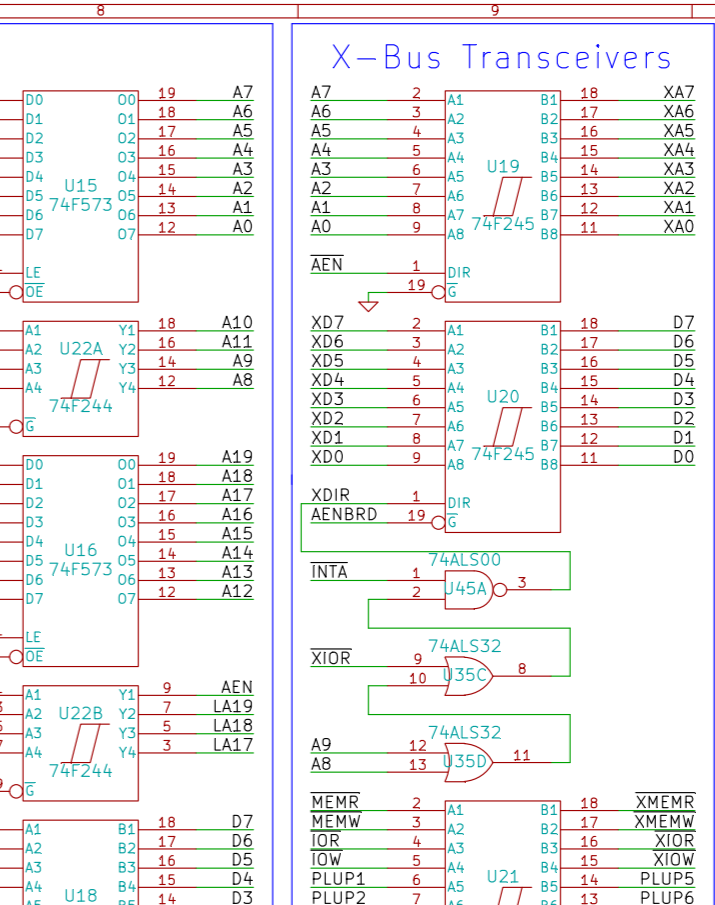 8
D0 O0 19 A7
D1 O1 18 A6
D2 O2 17 A5
D3 O3 16 A4
D4 O4 15 A3
D5 O5 14 A2
D6 O6 13 A1
D7 O7 12 A0
U15
74F573
LE
OE
A1 Y1 18 A10
A2 Y2 16 A11
A3 Y3 14 A9
A4 Y4 12 A8
U22A
74F244
G
D0 O0 19 A19
D1 O1 18 A18
D2 O2 17 A17
D3 O3 16 A16
D4 O4 15 A15
D5 O5 14 A14
D6 O6 13 A13
D7 O7 12 A12
U16
74F573
LE
OE
A1 Y1 9 AEN
A2 Y2 7 LA19
A3 Y3 5 LA18
A4 Y4 3 LA17
U22B
74F244
G
A1 B1 18 D7
A2 B2 17 D6
A3 B3 16 D5
A4 B4 15 D4
14 D3
U18
9
X-Bus Transceivers
A7 2 A1 B1 18 XA7
A6 3 A2 B2 17 XA6
A5 4 A3 B3 16 XA5
A4 5 A4 B4 15 XA4
A3 6 A5 B5 14 XA3
A2 7 A6 B6 13 XA2
A1 8 A7 B7 12 XA1
A0 9 A8 B8 11 XA0
U19
74F245
AEN 1 DIR
19 G
XD7 2 A1 B1 18 D7
XD6 3 A2 B2 17 D6
XD5 4 A3 B3 16 D5
XD4 5 A4 B4 15 D4
XD3 6 A5 B5 14 D3
XD2 7 A6 B6 13 D2
XD1 8 A7 B7 12 D1
XD0 9 A8 B8 11 D0
U20
74F245
XDIR 1 DIR
AENBRD 19 G
74ALS00
INTA 1
2
U45A 3
74ALS32
XIOR 9
10
U35C 8
74ALS32
A9 12
A8 13
U35D 11
MEMR 2 A1 B1 18 XMEMR
MEMW 3 A2 B2 17 XMEMW
IOR 4 A3 B3 16 XIOR
IOW 5 A4 B4 15 XIOW
PLUP1 6 A5 B5 14 PLUP5
PLUP2 7 13 PLUP6
U21